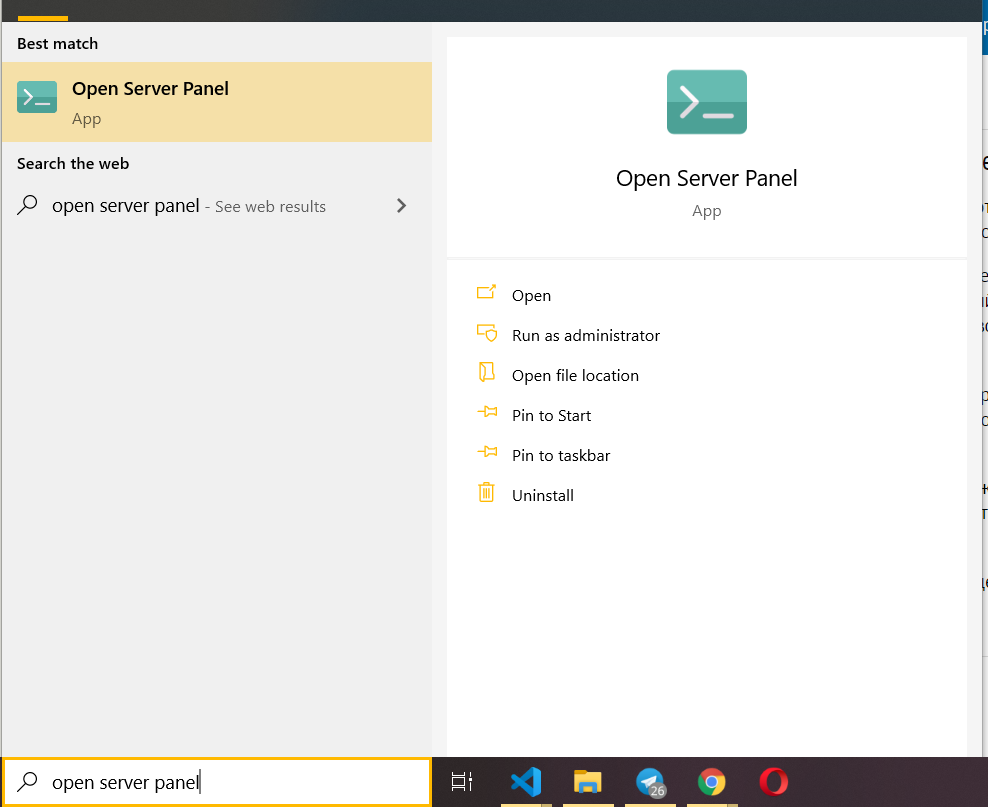 Best match
Open Server Panel
App
Search the web
open server panel - See web results
Open Server Panel
App
Open
Run as administrator
Open file location
Pin to Start
Pin to taskbar
Uninstall
open server panel
26